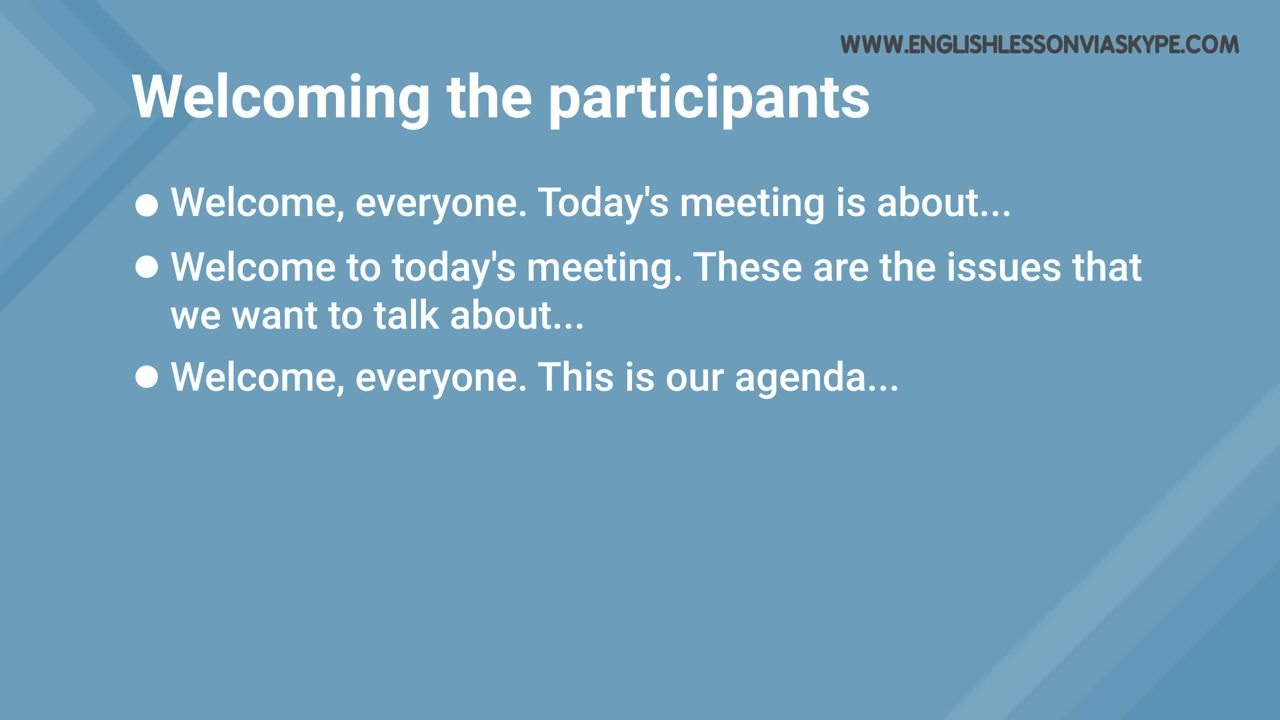 WWW.ENGLISHLESSONVIASKYPE.COM
Welcoming the participants
● Welcome, everyone. Today's meeting is about...
● Welcome to today's meeting. These are the issues that
we want to talk about...
● Welcome, everyone. This is our agenda...